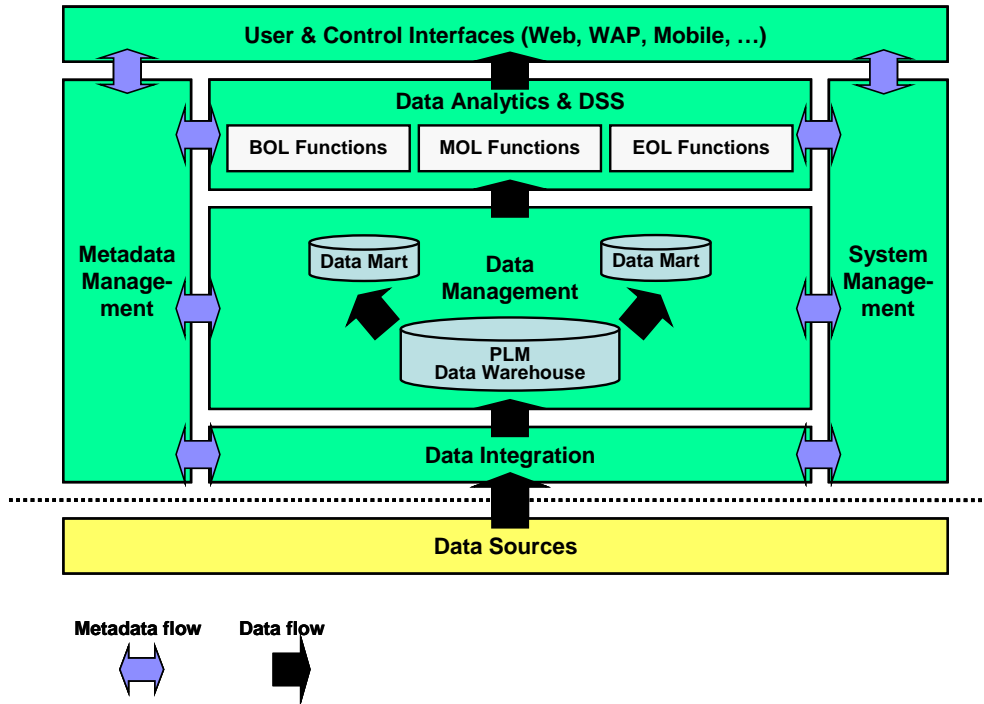 User & Control Interfaces (Web, WAP, Mobile, …)
Data Analytics & DSS
BOL Functions
MOL Functions
EOL Functions
Metadata
Manage-
ment
Data Mart
Data
Management
Data Mart
System
Manage-
ment
PLM
Data Warehouse
Data Integration
Data Sources
Metadata flow
Data flow